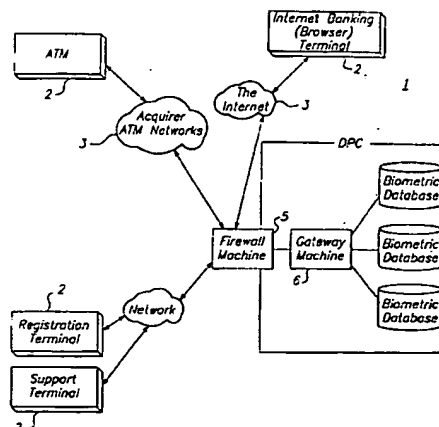 ATM
2
Internet Banking
(Browser)
Terminal
2
1
The
Internet
3
Acquirer
ATM Networks
3
DPC
Biometric
Database
5
Firewall
Machine
Gateway
Machine
6
Biometric
Database
Biometric
Database
2
Registration
Terminal
Network
Support
Terminal
2